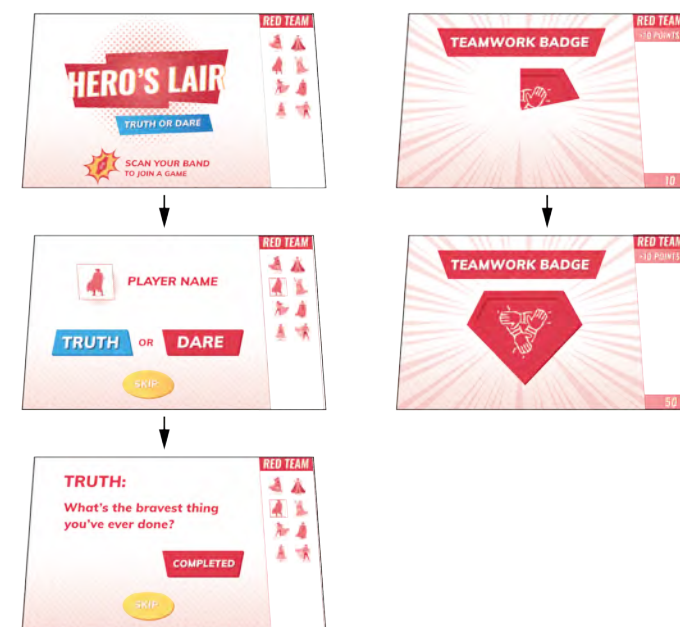 RED TEAM
HERO'S LAIR
TRUTH OR DARE
SCAN YOUR BAND
TO JOIN A GAME
RED TEAM
PLAYER NAME
TRUTH OR DARE
SKIP
RED TEAM
TRUTH:
What's the bravest thing
you've ever done?
COMPLETED
SKIP
RED TEAM
+10 POINTS
TEAMWORK BADGE
10
RED TEAM
+10 POINTS
TEAMWORK BADGE
50